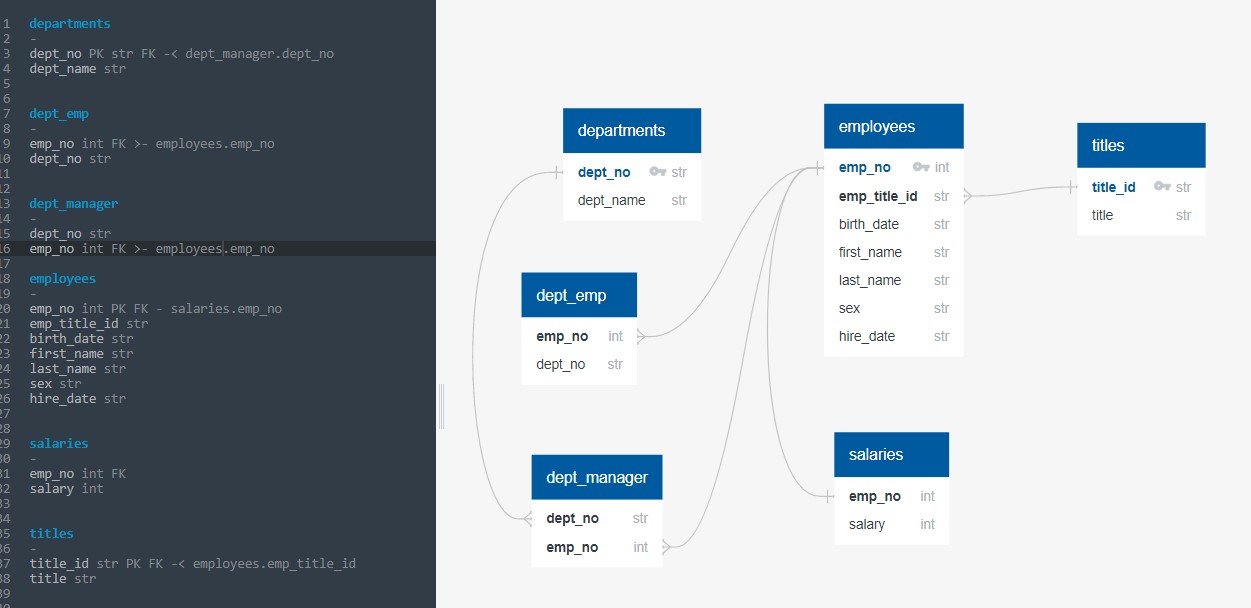 1 departments
2 -
3 dept_no PK str FK -< dept_manager.dept_no
4 dept_name str
5
6
7 dept_emp
8 -
9 emp_no int FK >- employees.emp_no
10 dept_no str
11
12
13 dept_manager
14 -
15 dept_no str
16 emp_no int FK >- employees.emp_no
17
18 employees
19 -
20 emp_no int PK FK - salaries.emp_no
21 emp_title_id str
22 birth_date str
23 first_name str
24 last_name str
25 sex str
26 hire_date str
27
28
29 salaries
30 -
31 emp_no int FK
32 salary int
33
34
35 titles
36 -
37 title_id str PK FK -< employees.emp_title_id
38 title str
39
departments
dept_no str
dept_name str
employees
emp_no int
emp_title_id str
birth_date str
first_name str
last_name str
sex str
hire_date str
titles
title_id str
title str
dept_emp
emp_no int
dept_no str
dept_manager
dept_no str
emp_no int
salaries
emp_no int
salary int